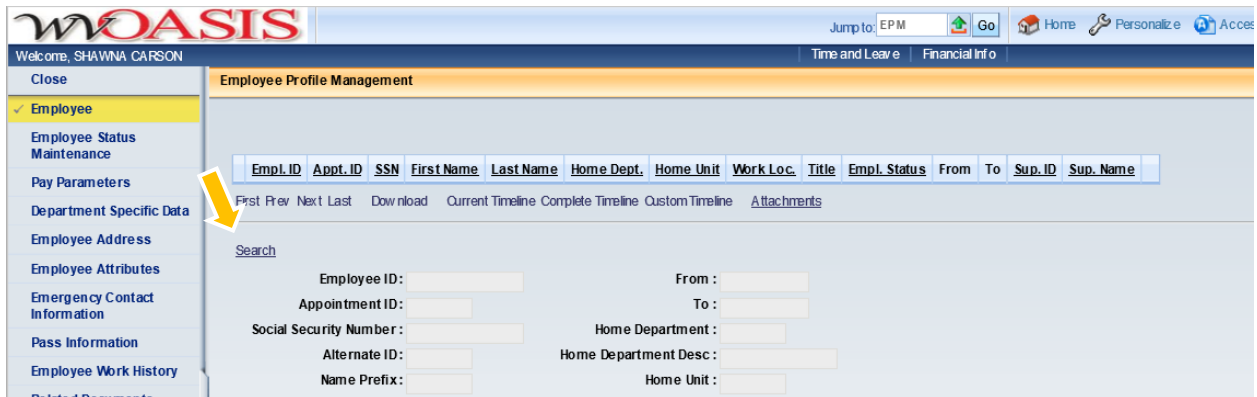 wvOASIS
Jump to: EPM Go Home Personalize Acces
Welcome, SHAWNA CARSON
Time and Leave Financial Info
Close
Employee
Employee Status
Maintenance
Pay Parameters
Department Specific Data
Employee Address
Employee Attributes
Emergency Contact
Information
Pass Information
Employee Work History
Related Documents
Employee Profile Management
Empl. ID Appt. ID SSN First Name Last Name Home Dept. Home Unit Work Loc. Title Empl. Status From To Sup. ID Sup. Name
First Prev Next Last Download Current Timeline Complete Timeline Custom Timeline Attachments
Search
Employee ID: From :
Appointment ID: To :
Social Security Number : Home Department :
Alternate ID: Home Department Desc :
Name Prefix : Home Unit :